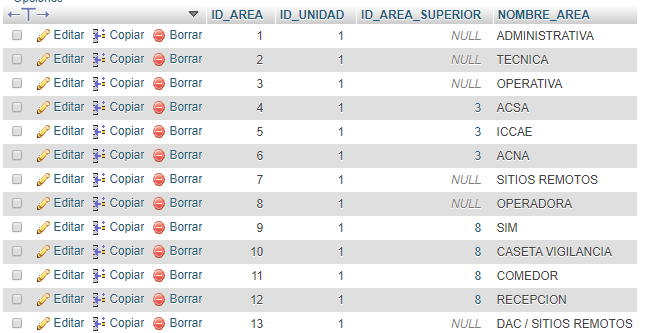 Opciones
ID_AREA ID_UNIDAD ID_AREA_SUPERIOR NOMBRE_AREA
Editar Copiar Borrar 1 1 NULL ADMINISTRATIVA
Editar Copiar Borrar 2 1 NULL TECNICA
Editar Copiar Borrar 3 1 NULL OPERATIVA
Editar Copiar Borrar 4 1 3 ACSA
Editar Copiar Borrar 5 1 3 ICCAE
Editar Copiar Borrar 6 1 3 ACNA
Editar Copiar Borrar 7 1 NULL SITIOS REMOTOS
Editar Copiar Borrar 8 1 NULL OPERADORA
Editar Copiar Borrar 9 1 8 SIM
Editar Copiar Borrar 10 1 8 CASETA VIGILANCIA
Editar Copiar Borrar 11 1 8 COMEDOR
Editar Copiar Borrar 12 1 8 RECEPCION
Editar Copiar Borrar 13 1 NULL DAC / SITIOS REMOTOS